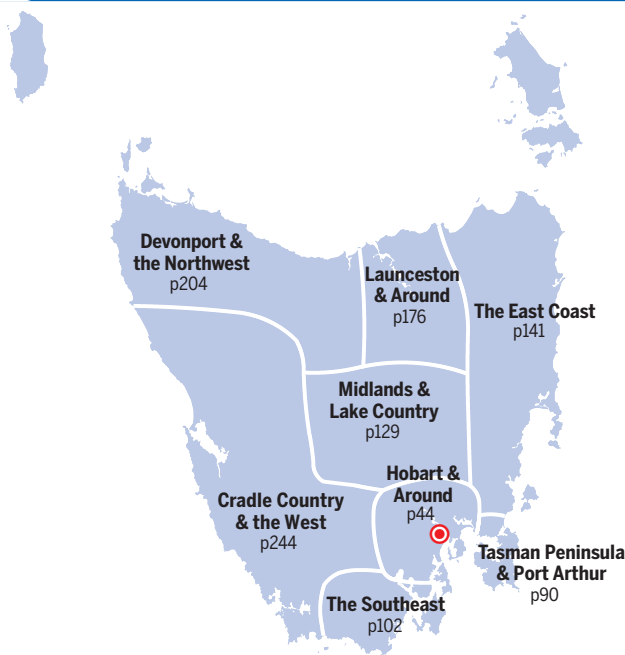 Devonport &
the Northwest
p204
Launceston
& Around
p176
The East Coast
p141
Midlands &
Lake Country
p129
Hobart &
Around
p44
Cradle Country
& the West
p244
Tasman Peninsula
& Port Arthur
p90
The Southeast
p102